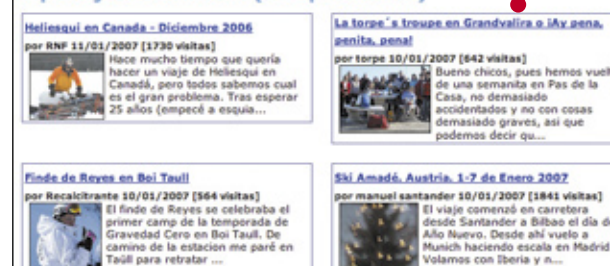 Heliesqui en Canada - Diciembre 2006
por RNF 11/01/2007 [1730 visitas]
Hace mucho tiempo que quería
hacer un viaje de Heliesqui en
Canadá, pero todos sabemos cual
es el gran problema. Tras esperar
25 años (empecé a esquia...
La torpe´s troupe en Grandvalira o ¡Ay pena,
penita, pena!
por torpe 10/01/2007 [642 visitas]
Bueno chicos, pues hemos vuelt
de una semanita en Pas de la
Casa, no demasiado
accidentados y no con cosas
demasiado graves, asi que
podemos decir qu...
Finde de Reyes en Boi Taull
por Recalcitrante 10/01/2007 [564 visitas]
El finde de Reyes se celebraba el
primer camp de la temporada de
Gravedad Cero en Boi Taull. De
camino de la estacion me paré en
Taüll para retratar ...
Ski Amadé. Austria. 1-7 de Enero 2007
por manuel santander 10/01/2007 [1841 visitas]
El viaje comenzó en carretera
desde Santander a Bilbao el día de
Año Nuevo. Desde ahí vuelo a
Munich haciendo escala en Madrid
Volamos con Iberia y n...